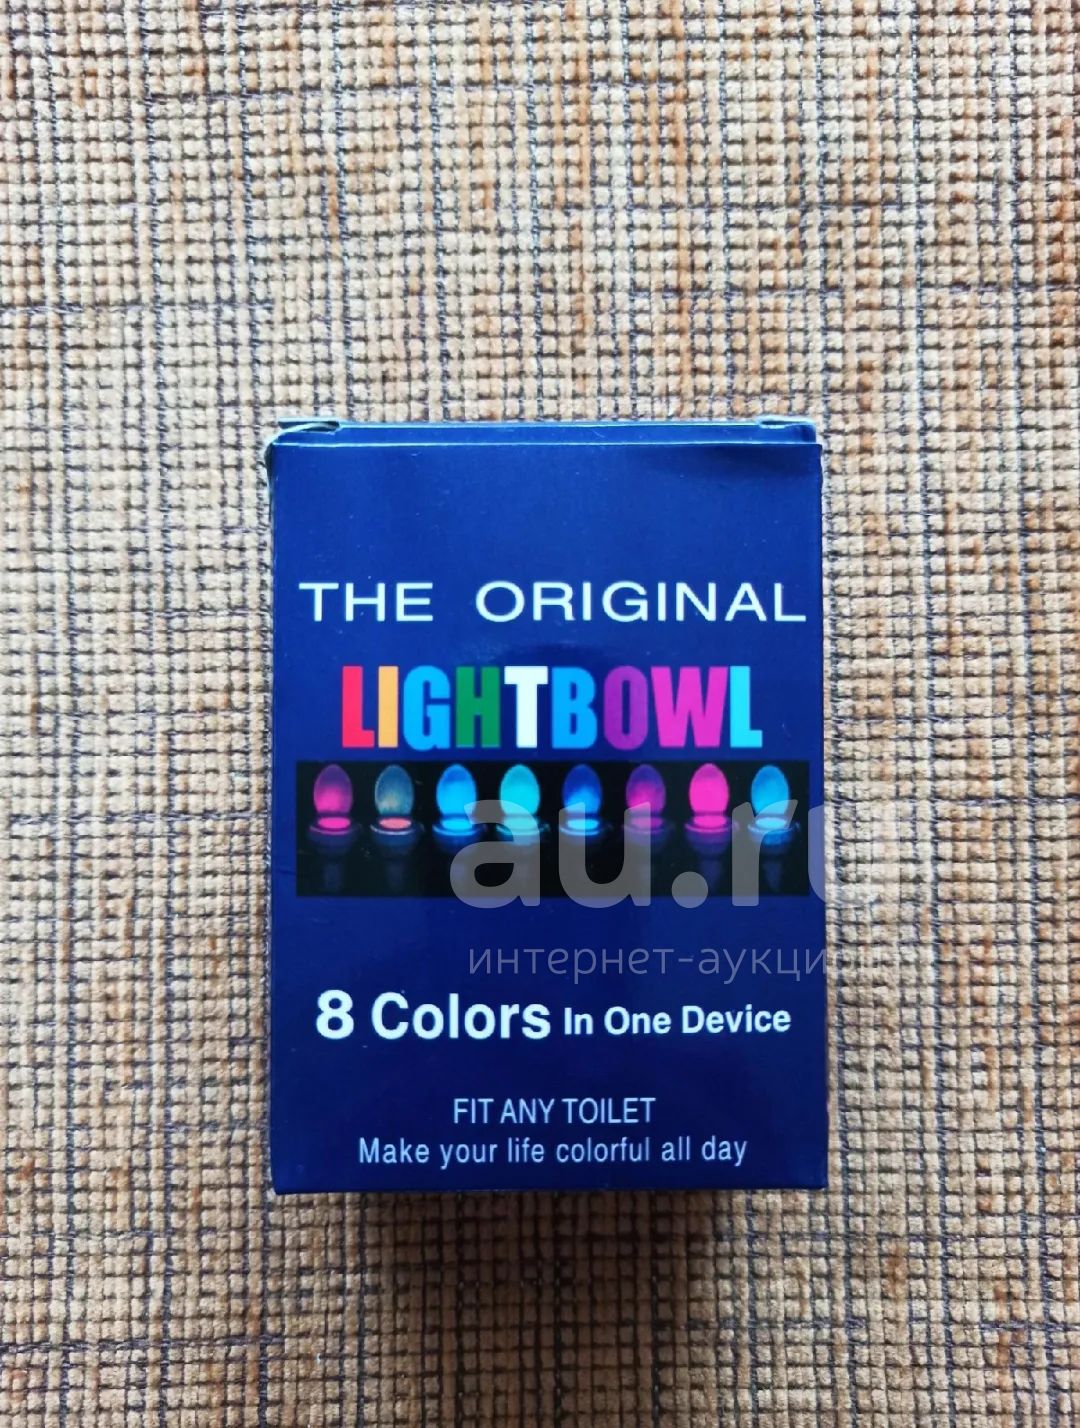 THE ORIGINAL
LIGHTBOWL
au.ru
интернет-аукцио
8 Colors In One Device
FIT ANY TOILET
Make your life colorful all day